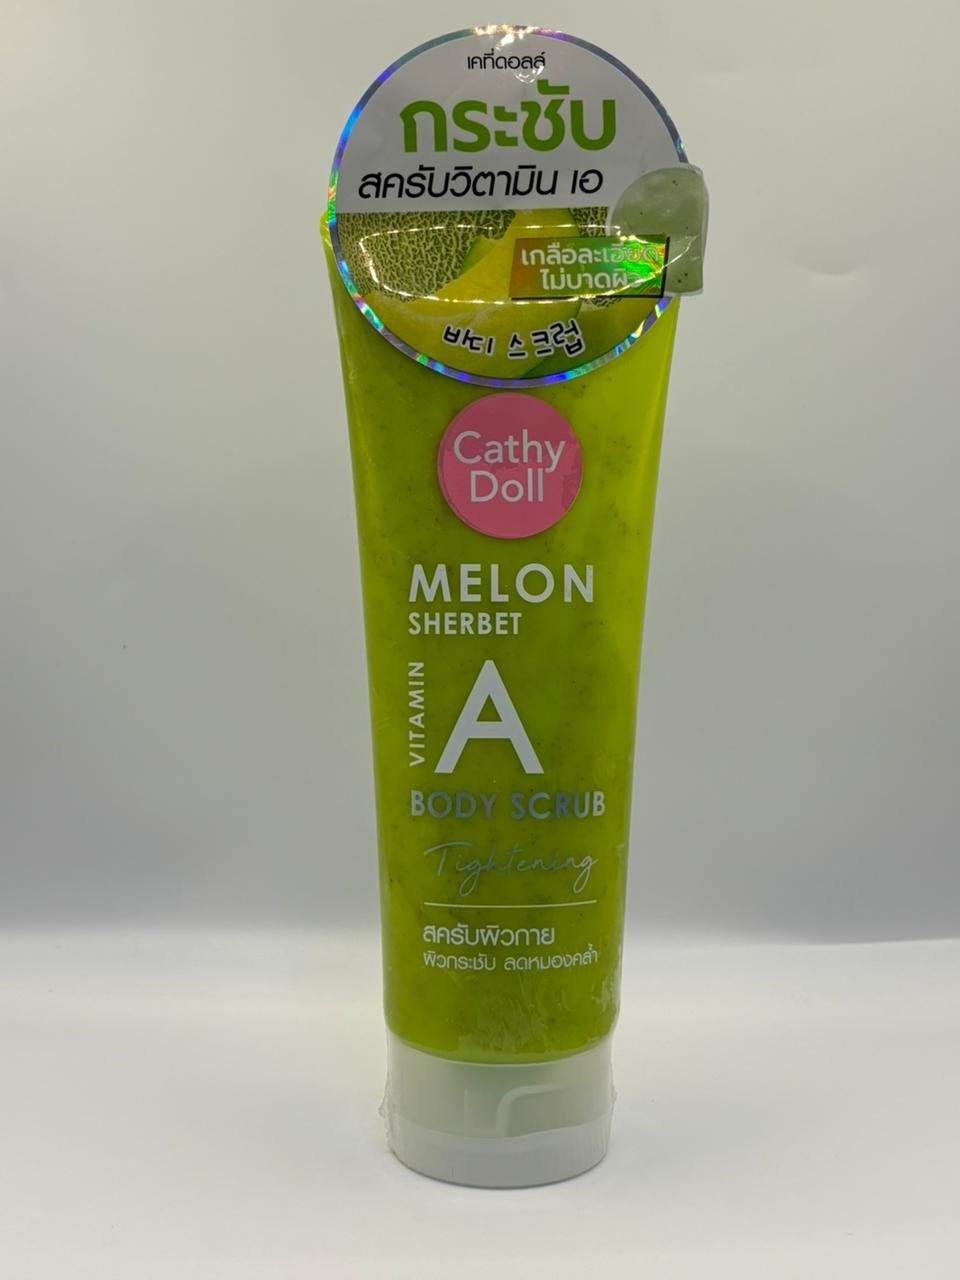 เคที่ดอลล์
กระชับ
สครับวิตามิน เอ
เกลือละเอียด
ไม่บาดผิว
바디 스크럽
Cathy
Doll
MELON
SHERBET
VITAMIN
A
BODY SCRUB
Tightening
สครับผิวกาย
ผิวกระชับ ลดหมองคล้ำ